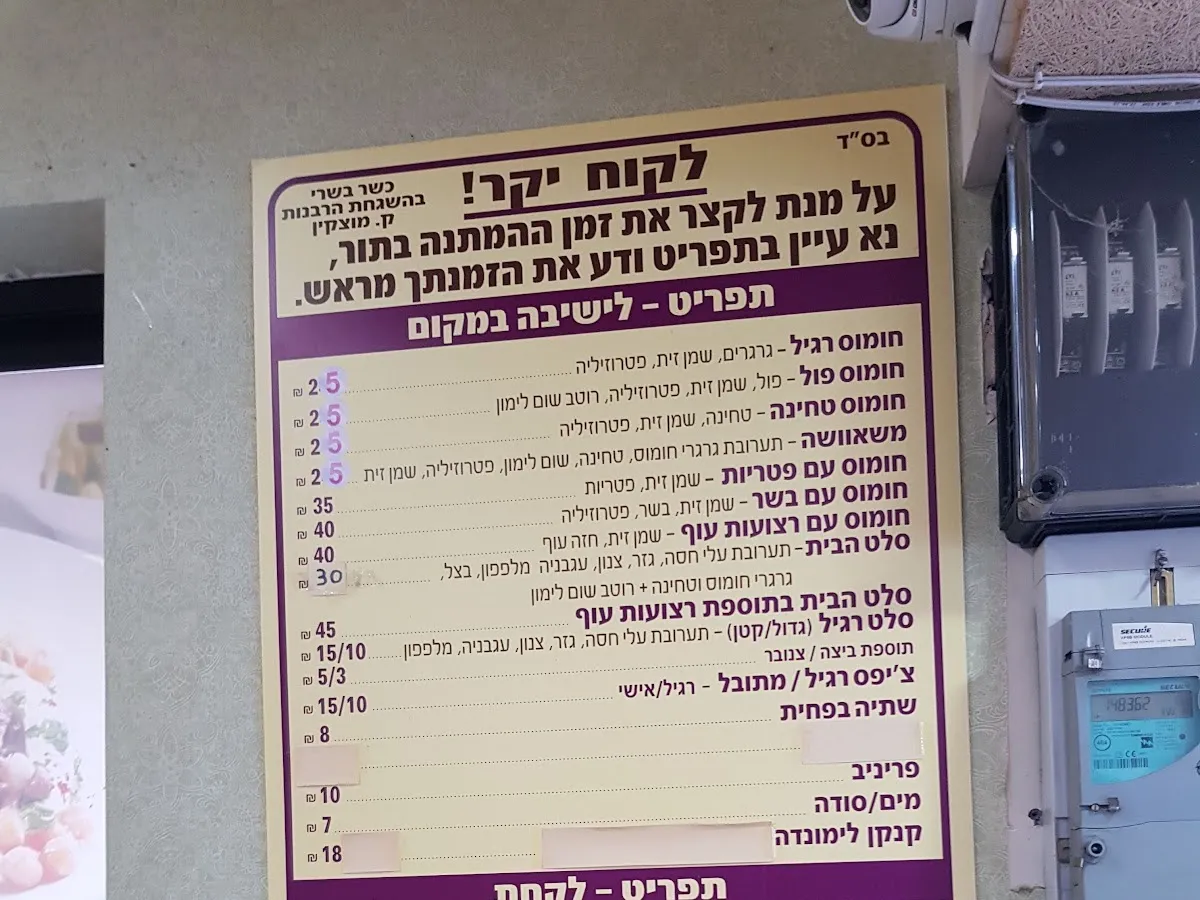 בס"ד
לקוח יקר!
כשר בשרי
בהשגחת הרבנות
ק. מוצקין
על מנת לקצר את זמן ההמתנה בתור,
נא עיין בתפריט ודע את הזמנתך מראש.
תפריט - לישיבה במקום
חומוס רגיל - גרגרים, שמן זית, פטרוזיליה 25 ₪
חומוס פול - פול, שמן זית, פטרוזיליה, רוטב שום לימון 25 ₪
חומוס טחינה - טחינה, שמן זית, פטרוזיליה 25 ₪
משאוושה - תערובת גרגרי חומוס, טחינה, שום לימון, פטרוזיליה, שמן זית 25 ₪
חומוס עם פטריות - שמן זית, פטריות 35 ₪
חומוס עם בשר - שמן זית, בשר, פטרוזיליה 40 ₪
חומוס עם רצועות עוף - שמן זית, חזה עוף 40 ₪
סלט הבית - תערובת עלי חסה, גזר, צנון, עגבניה מלפפון, בצל, 30 ₪
גרגרי חומוס וטחינה + רוטב שום לימון
סלט הבית בתוספת רצועות עוף 45 ₪
סלט רגיל (גדול/קטן) - תערובת עלי חסה, גזר, צנון, עגבניה, מלפפון 15/10 ₪
תוספת ביצה / צנובר 5/3 ₪
צ'יפס רגיל / מתובל - רגיל/אישי 15/10 ₪
שתיה בפחית 8 ₪
פריניב 10 ₪
מים/סודה 7 ₪
קנקן לימונדה 18 ₪
תפריט - לקחת
SECURE
148362